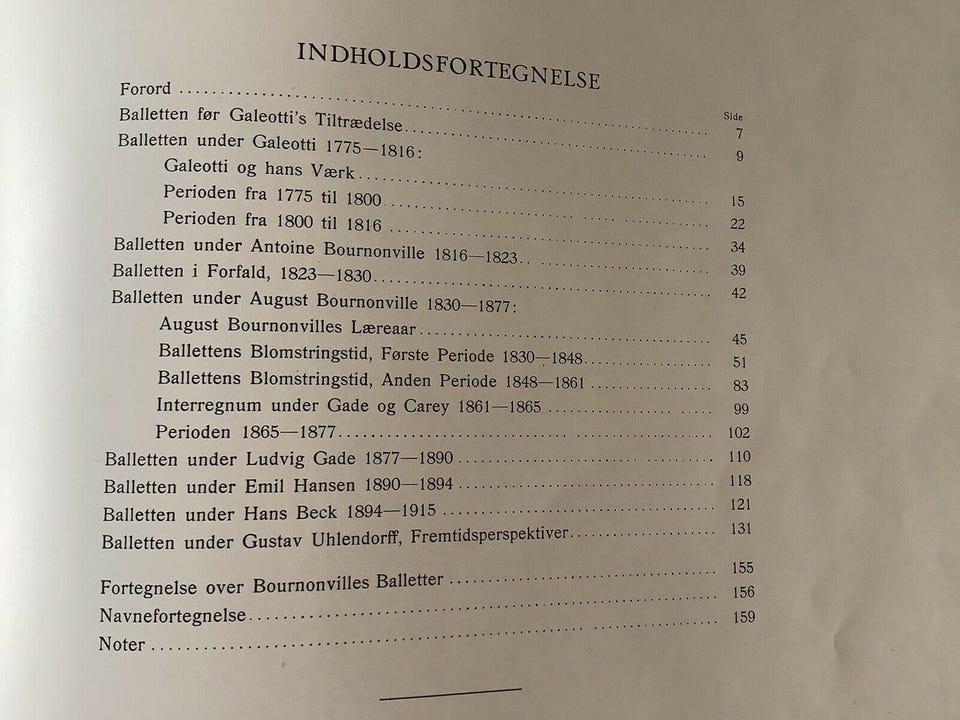 INDHOLDSFORTEGNELSE
Side
Forord ........ 7
Balletten før Galeotti's Tiltrædelse ........ 9
Balletten under Galeotti 1775—1816:
Galeotti og hans Værk ........ 15
Perioden fra 1775 til 1800 ........ 22
Perioden fra 1800 til 1816 ........ 34
Balletten under Antoine Bournonville 1816—1823 ........ 39
Balletten i Forfald, 1823—1830 ........ 42
Balletten under August Bournonville 1830—1877:
August Bournonvilles Læreaar ........ 45
Ballettens Blomstringstid, Første Periode 1830—1848 ........ 51
Ballettens Blomstringstid, Anden Periode 1848—1861 ........ 83
Interregnum under Gade og Carey 1861—1865 ........ 99
Perioden 1865—1877 ........ 102
Balletten under Ludvig Gade 1877—1890 ........ 110
Balletten under Emil Hansen 1890—1894 ........ 118
Balletten under Hans Beck 1894—1915 ........ 121
Balletten under Gustav Uhlendorff, Fremtidsperspektiver ........ 131
Fortegnelse over Bournonvilles Balletter ........ 155
Navnefortegnelse ........ 156
Noter ........ 159